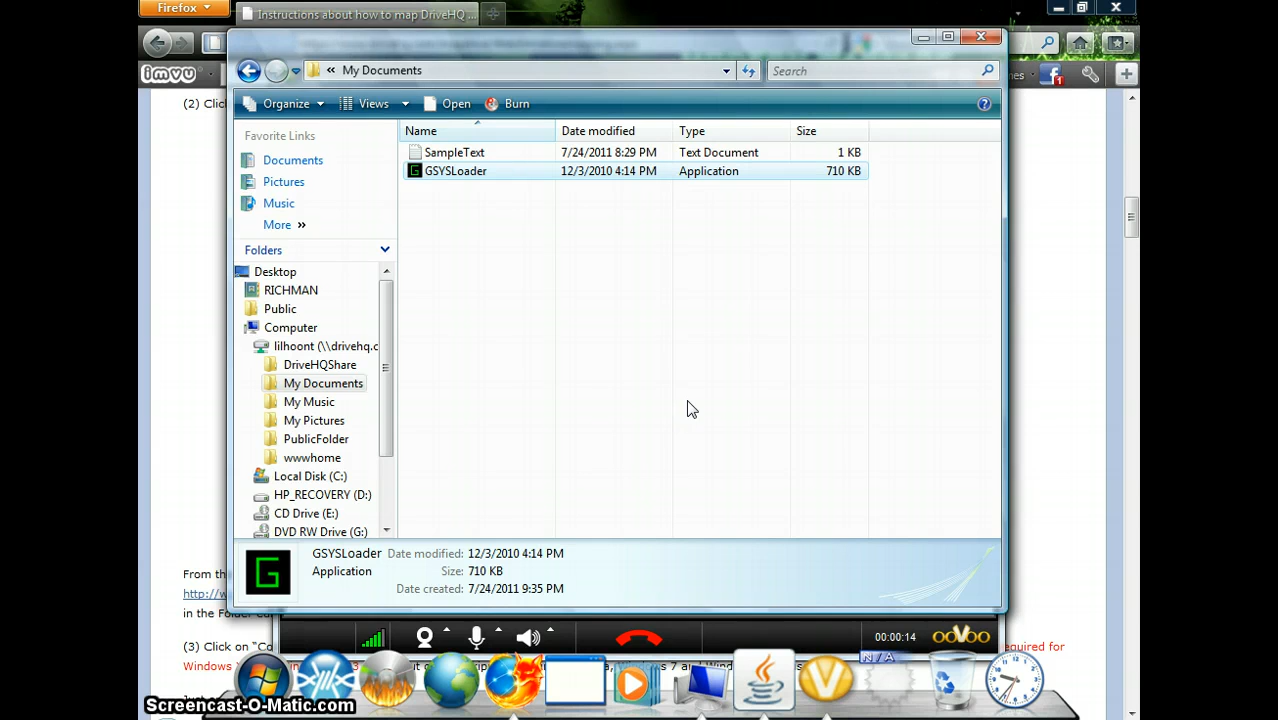 Firefox
Instructions about how to map DriveHQ ...
imvu
(2) Click
« My Documents
Search
Organize Views Open Burn
Favorite Links
Documents
Pictures
Music
More »
Folders
Desktop
RICHMAN
Public
Computer
lilhoont (\\drivehq.c
DriveHQShare
My Documents
My Music
My Pictures
PublicFolder
wwwhome
Local Disk (C:)
HP_RECOVERY (D:)
CD Drive (E:)
DVD RW Drive (G:)
Name Date modified Type Size
SampleText 7/24/2011 8:29 PM Text Document 1 KB
GSYSLoader 12/3/2010 4:14 PM Application 710 KB
G
GSYSLoader Date modified: 12/3/2010 4:14 PM
Application Size: 710 KB
Date created: 7/24/2011 9:35 PM
From th
http://w
in the
(3) Click on "Co
required for
Windows
00:00:14
ooVoo
N/A
Screencast-O-Matic.com